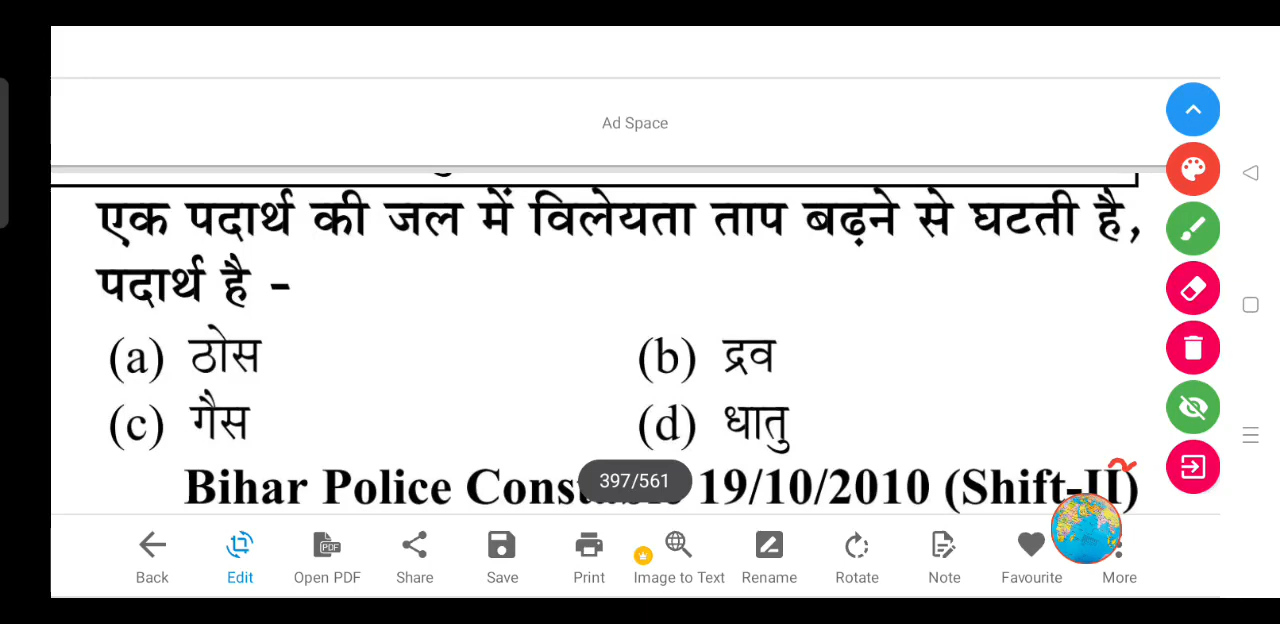 Ad Space
एक पदार्थ की जल में विलेयता ताप बढ़ने से घटती है,
पदार्थ है -
(a) ठोस (b) द्रव
(c) गैस (d) धातु
Bihar Police 19/10/2010 (Shift-II)
397/561
Back Edit Open PDF Share Save Print Image to Text Rename Rotate Note Favourite More
PDF